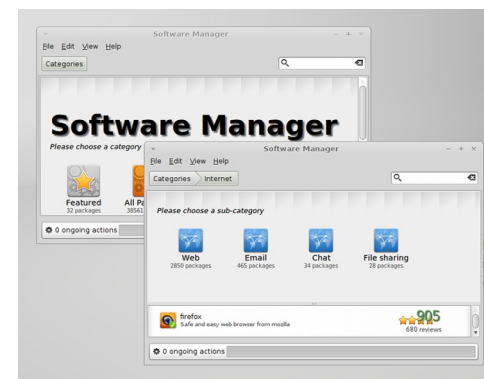 Software Manager
File Edit View Help
Categories
Software Manager
Please choose a category
Featured
32 packages
All Pa
38561
0 ongoing actions
Software Manager
File Edit View Help
Categories Internet
Please choose a sub-category
Web Email Chat File sharing
2850 packages 465 packages 34 packages 28 packages
firefox
Safe and easy web browser from mozilla
905
680 reviews
0 ongoing actions